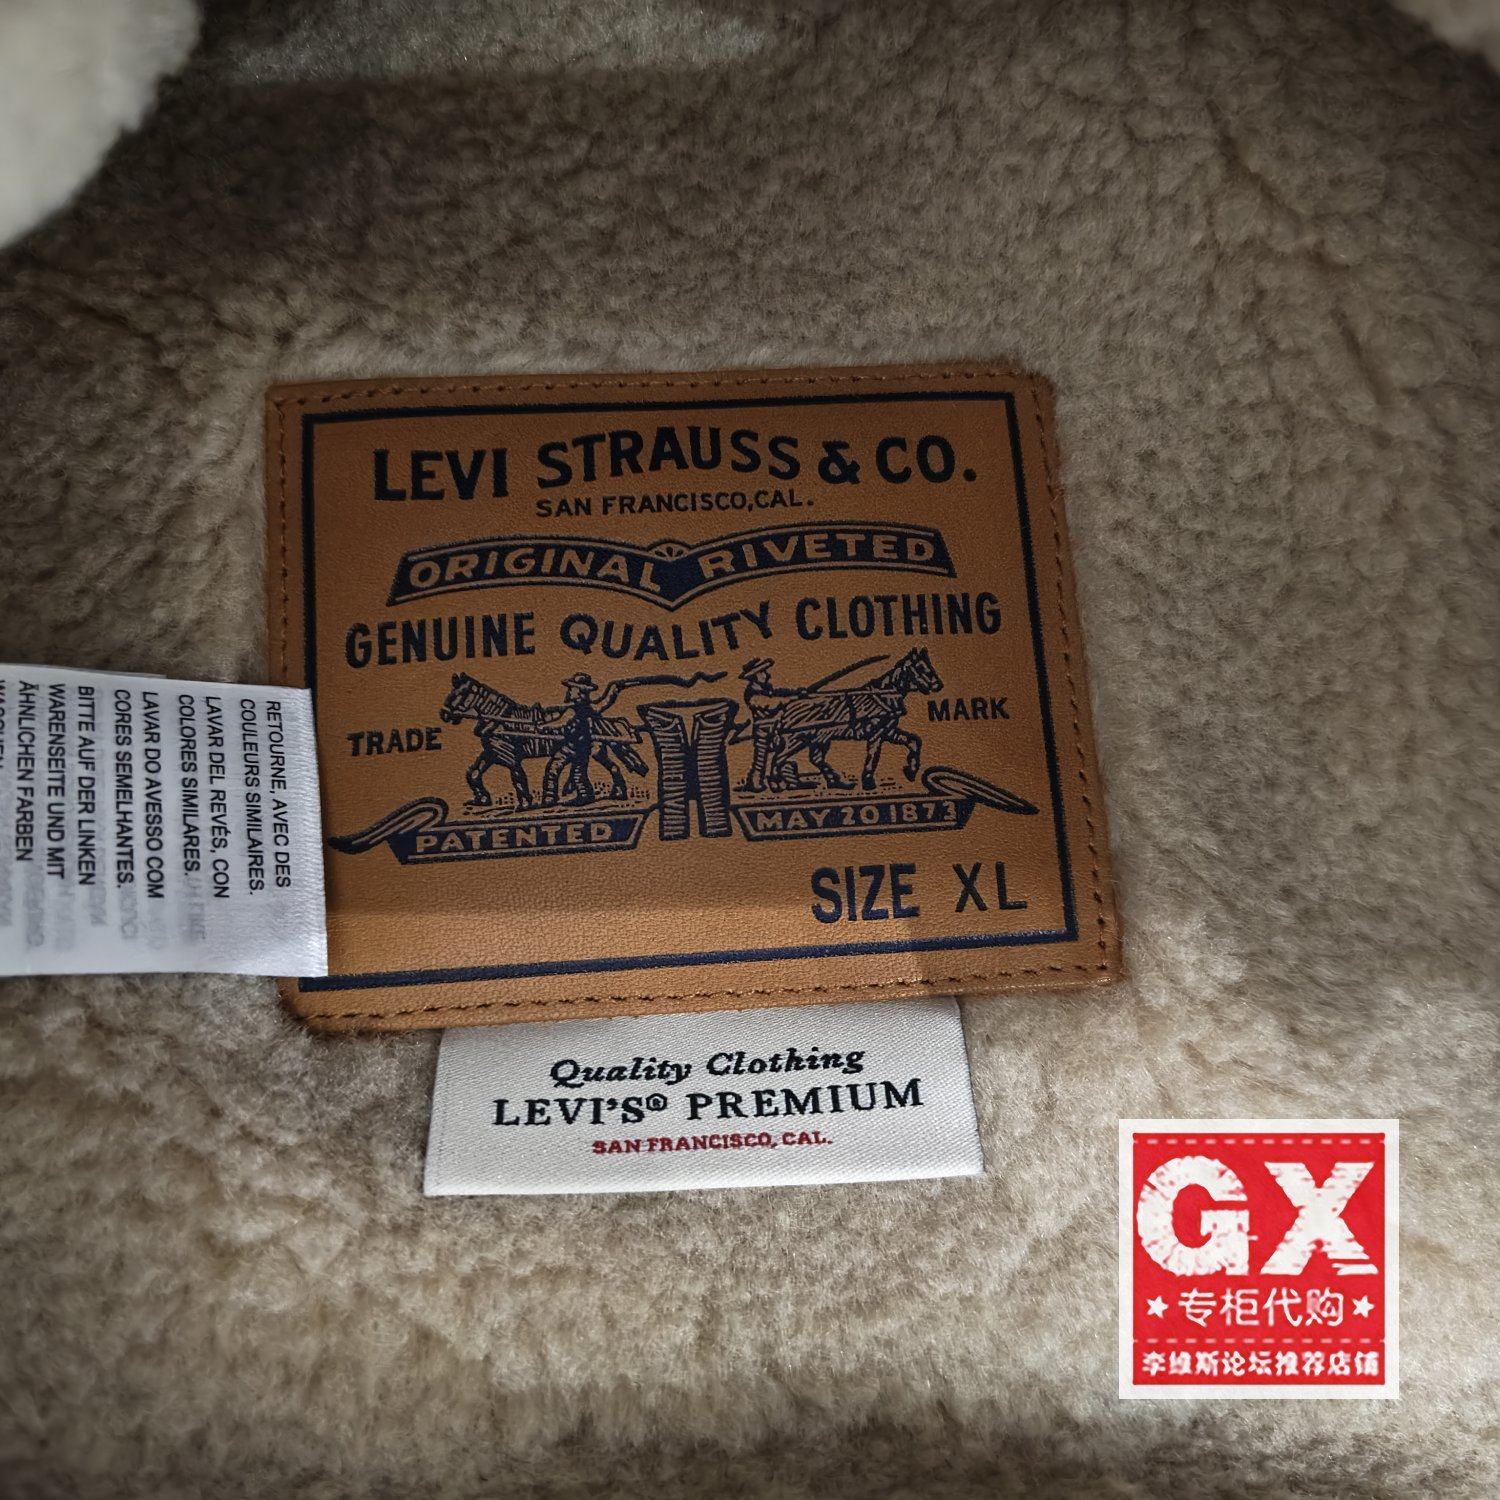 LEVI STRAUSS & CO.
SAN FRANCISCO, CAL.
ORIGINAL RIVETED
GENUINE QUALITY CLOTHING
TRADE MARK
PATENTED MAY 20 1873
SIZE XL
Quality Clothing
LEVI'S® PREMIUM
SAN FRANCISCO, CAL.
RETOURNE, AVEC DES
COULEURS SIMILAIRES.
LAVAR DEL REVÉS, CON
COLORES SIMILARES.
LAVAR DO AVESSO COM
CORES SEMELHANTES.
BITTE AUF DER LINKEN
WARENSEITE UND MIT
ÄHNLICHEN FARBEN
GX
★专柜代购★
李维斯论坛推荐店铺